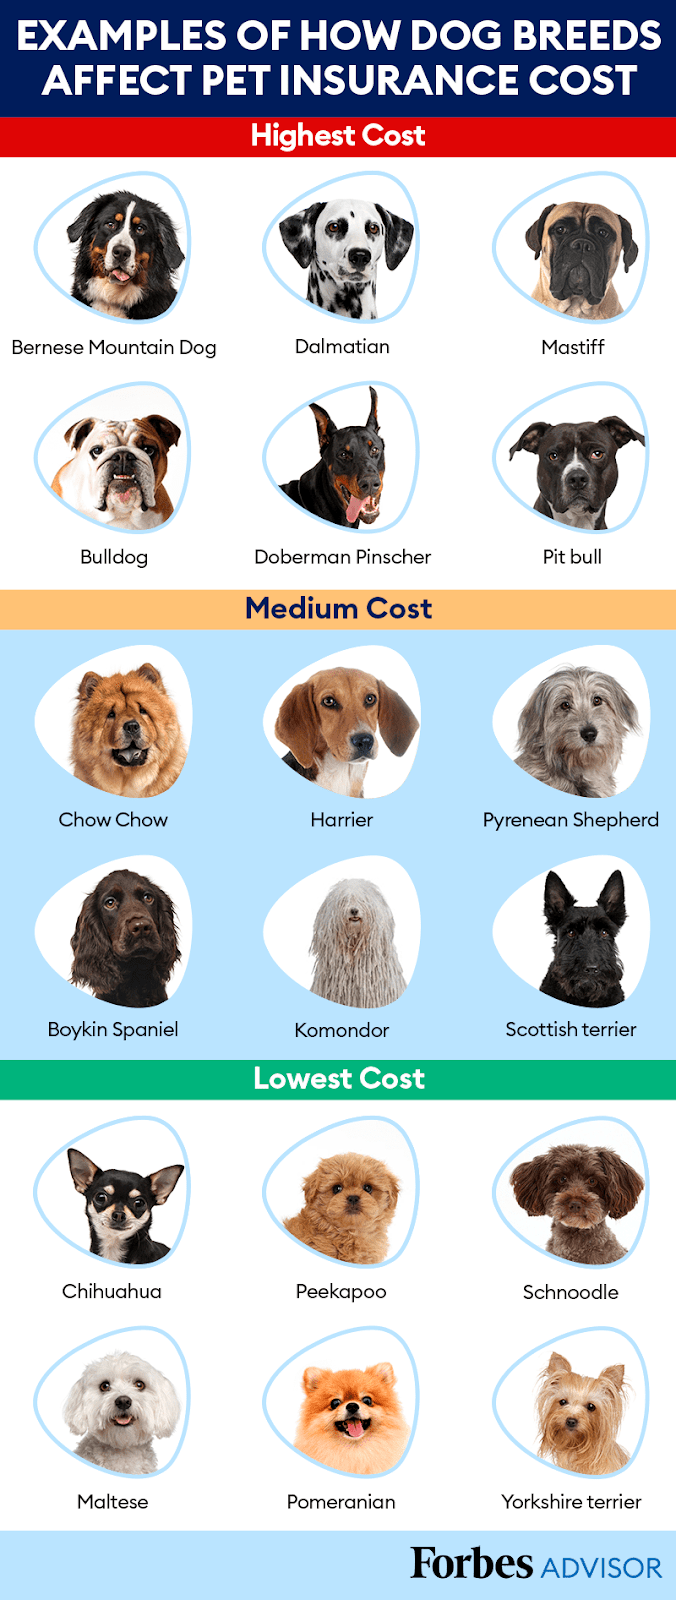 EXAMPLES OF HOW DOG BREEDS
AFFECT PET INSURANCE COST
Highest Cost
Bernese Mountain Dog
Dalmatian
Mastiff
Bulldog
Doberman Pinscher
Pit bull
Medium Cost
Chow Chow
Harrier
Pyrenean Shepherd
Boykin Spaniel
Komondor
Scottish terrier
Lowest Cost
Chihuahua
Peekapoo
Schnoodle
Maltese
Pomeranian
Yorkshire terrier
Forbes ADVISOR